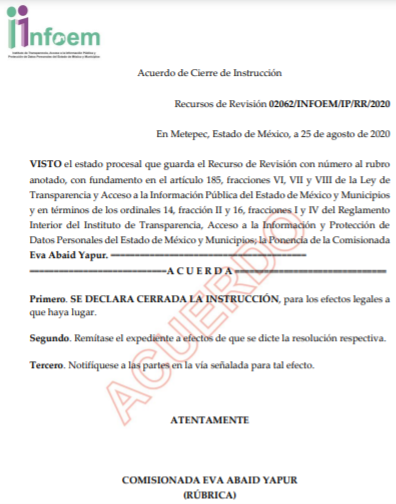 infoem
Instituto de Transparencia, Acceso a la Información Pública y
Protección de Datos Personales del Estado de México y Municipios
Acuerdo de Cierre de Instrucción
Recursos de Revisión 02062/INFOEM/IP/RR/2020
En Metepec, Estado de México, a 25 de agosto de 2020
VISTO el estado procesal que guarda el Recurso de Revisión con número al rubro
anotado, con fundamento en el artículo 185, fracciones VI, VII y VIII de la Ley de
Transparencia y Acceso a la Información Pública del Estado de México y Municipios
y en términos de los ordinales 14, fracción II y 16, fracciones I y IV del Reglamento
Interior del Instituto de Transparencia, Acceso a la Información y Protección de
Datos Personales del Estado de México y Municipios; la Ponencia de la Comisionada
Eva Abaid Yapur. ========================================
============================A C U E R D A===============================
Primero. SE DECLARA CERRADA LA INSTRUCCIÓN, para los efectos legales a
que haya lugar.
Segundo. Remítase el expediente a efectos de que se dicte la resolución respectiva.
Tercero. Notifíquese a las partes en la vía señalada para tal efecto.
ACUERDO
ATENTAMENTE
COMISIONADA EVA ABAID YAPUR
(RÚBRICA)